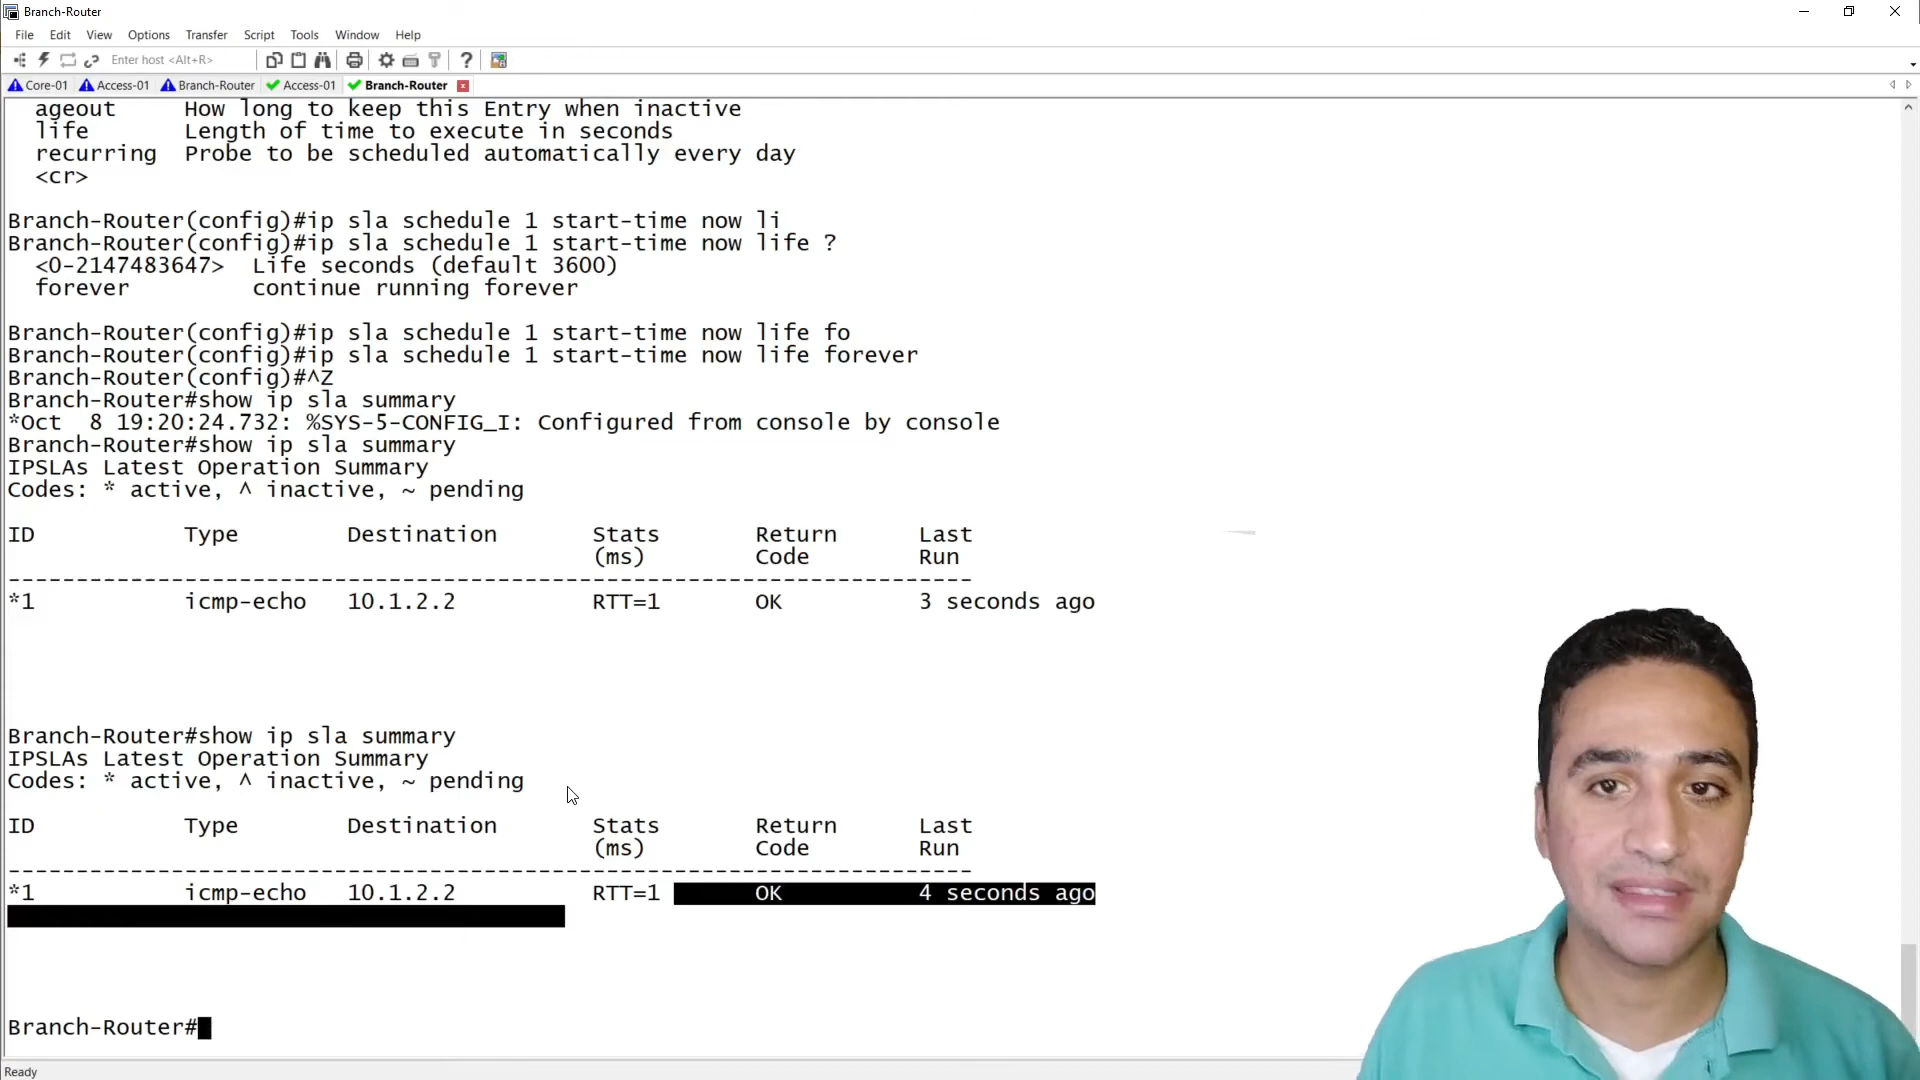 Branch-Router
File Edit View Options Transfer Script Tools Window Help
Enter host <Alt+R>
Core-01 Access-01 Branch-Router Access-01 Branch-Router
ageout How long to keep this Entry when inactive
life Length of time to execute in seconds
recurring Probe to be scheduled automatically every day
<cr>
Branch-Router(config)#ip sla schedule 1 start-time now li
Branch-Router(config)#ip sla schedule 1 start-time now life ?
<0-2147483647> Life seconds (default 3600)
forever continue running forever
Branch-Router(config)#ip sla schedule 1 start-time now life fo
Branch-Router(config)#ip sla schedule 1 start-time now life forever
Branch-Router(config)#^Z
Branch-Router#show ip sla summary
*Oct 8 19:20:24.732: %SYS-5-CONFIG_I: Configured from console by console
Branch-Router#show ip sla summary
IPSLAs Latest Operation Summary
Codes: * active, ^ inactive, ~ pending
ID Type Destination Stats Return Last
(ms) Code Run
------------------------------------------------------------------------
*1 icmp-echo 10.1.2.2 RTT=1 OK 3 seconds ago
Branch-Router#show ip sla summary
IPSLAs Latest Operation Summary
Codes: * active, ^ inactive, ~ pending
ID Type Destination Stats Return Last
(ms) Code Run
------------------------------------------------------------------------
*1 icmp-echo 10.1.2.2 RTT=1 OK 4 seconds ago
Branch-Router#
Ready